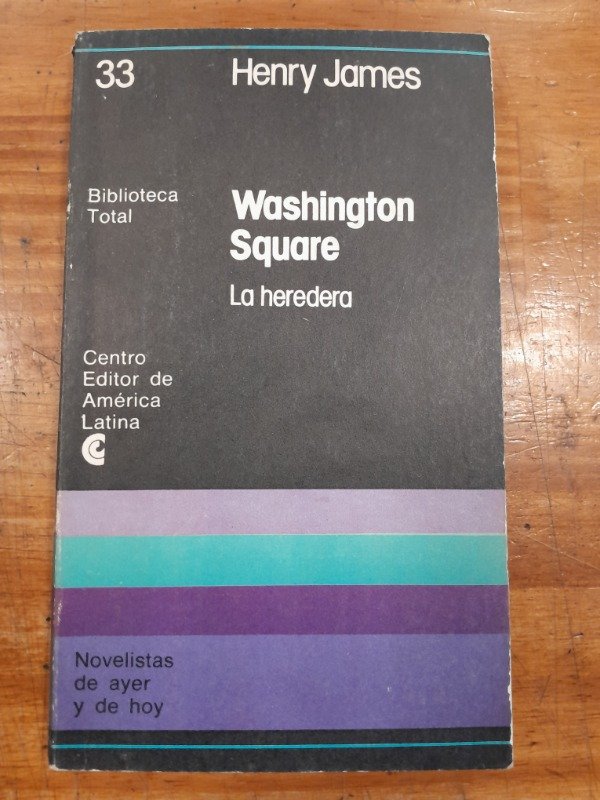 33
Henry James
Biblioteca
Total
Washington
Square
La heredera
Centro
Editor de
América
Latina
Novelistas
de ayer
y de hoy